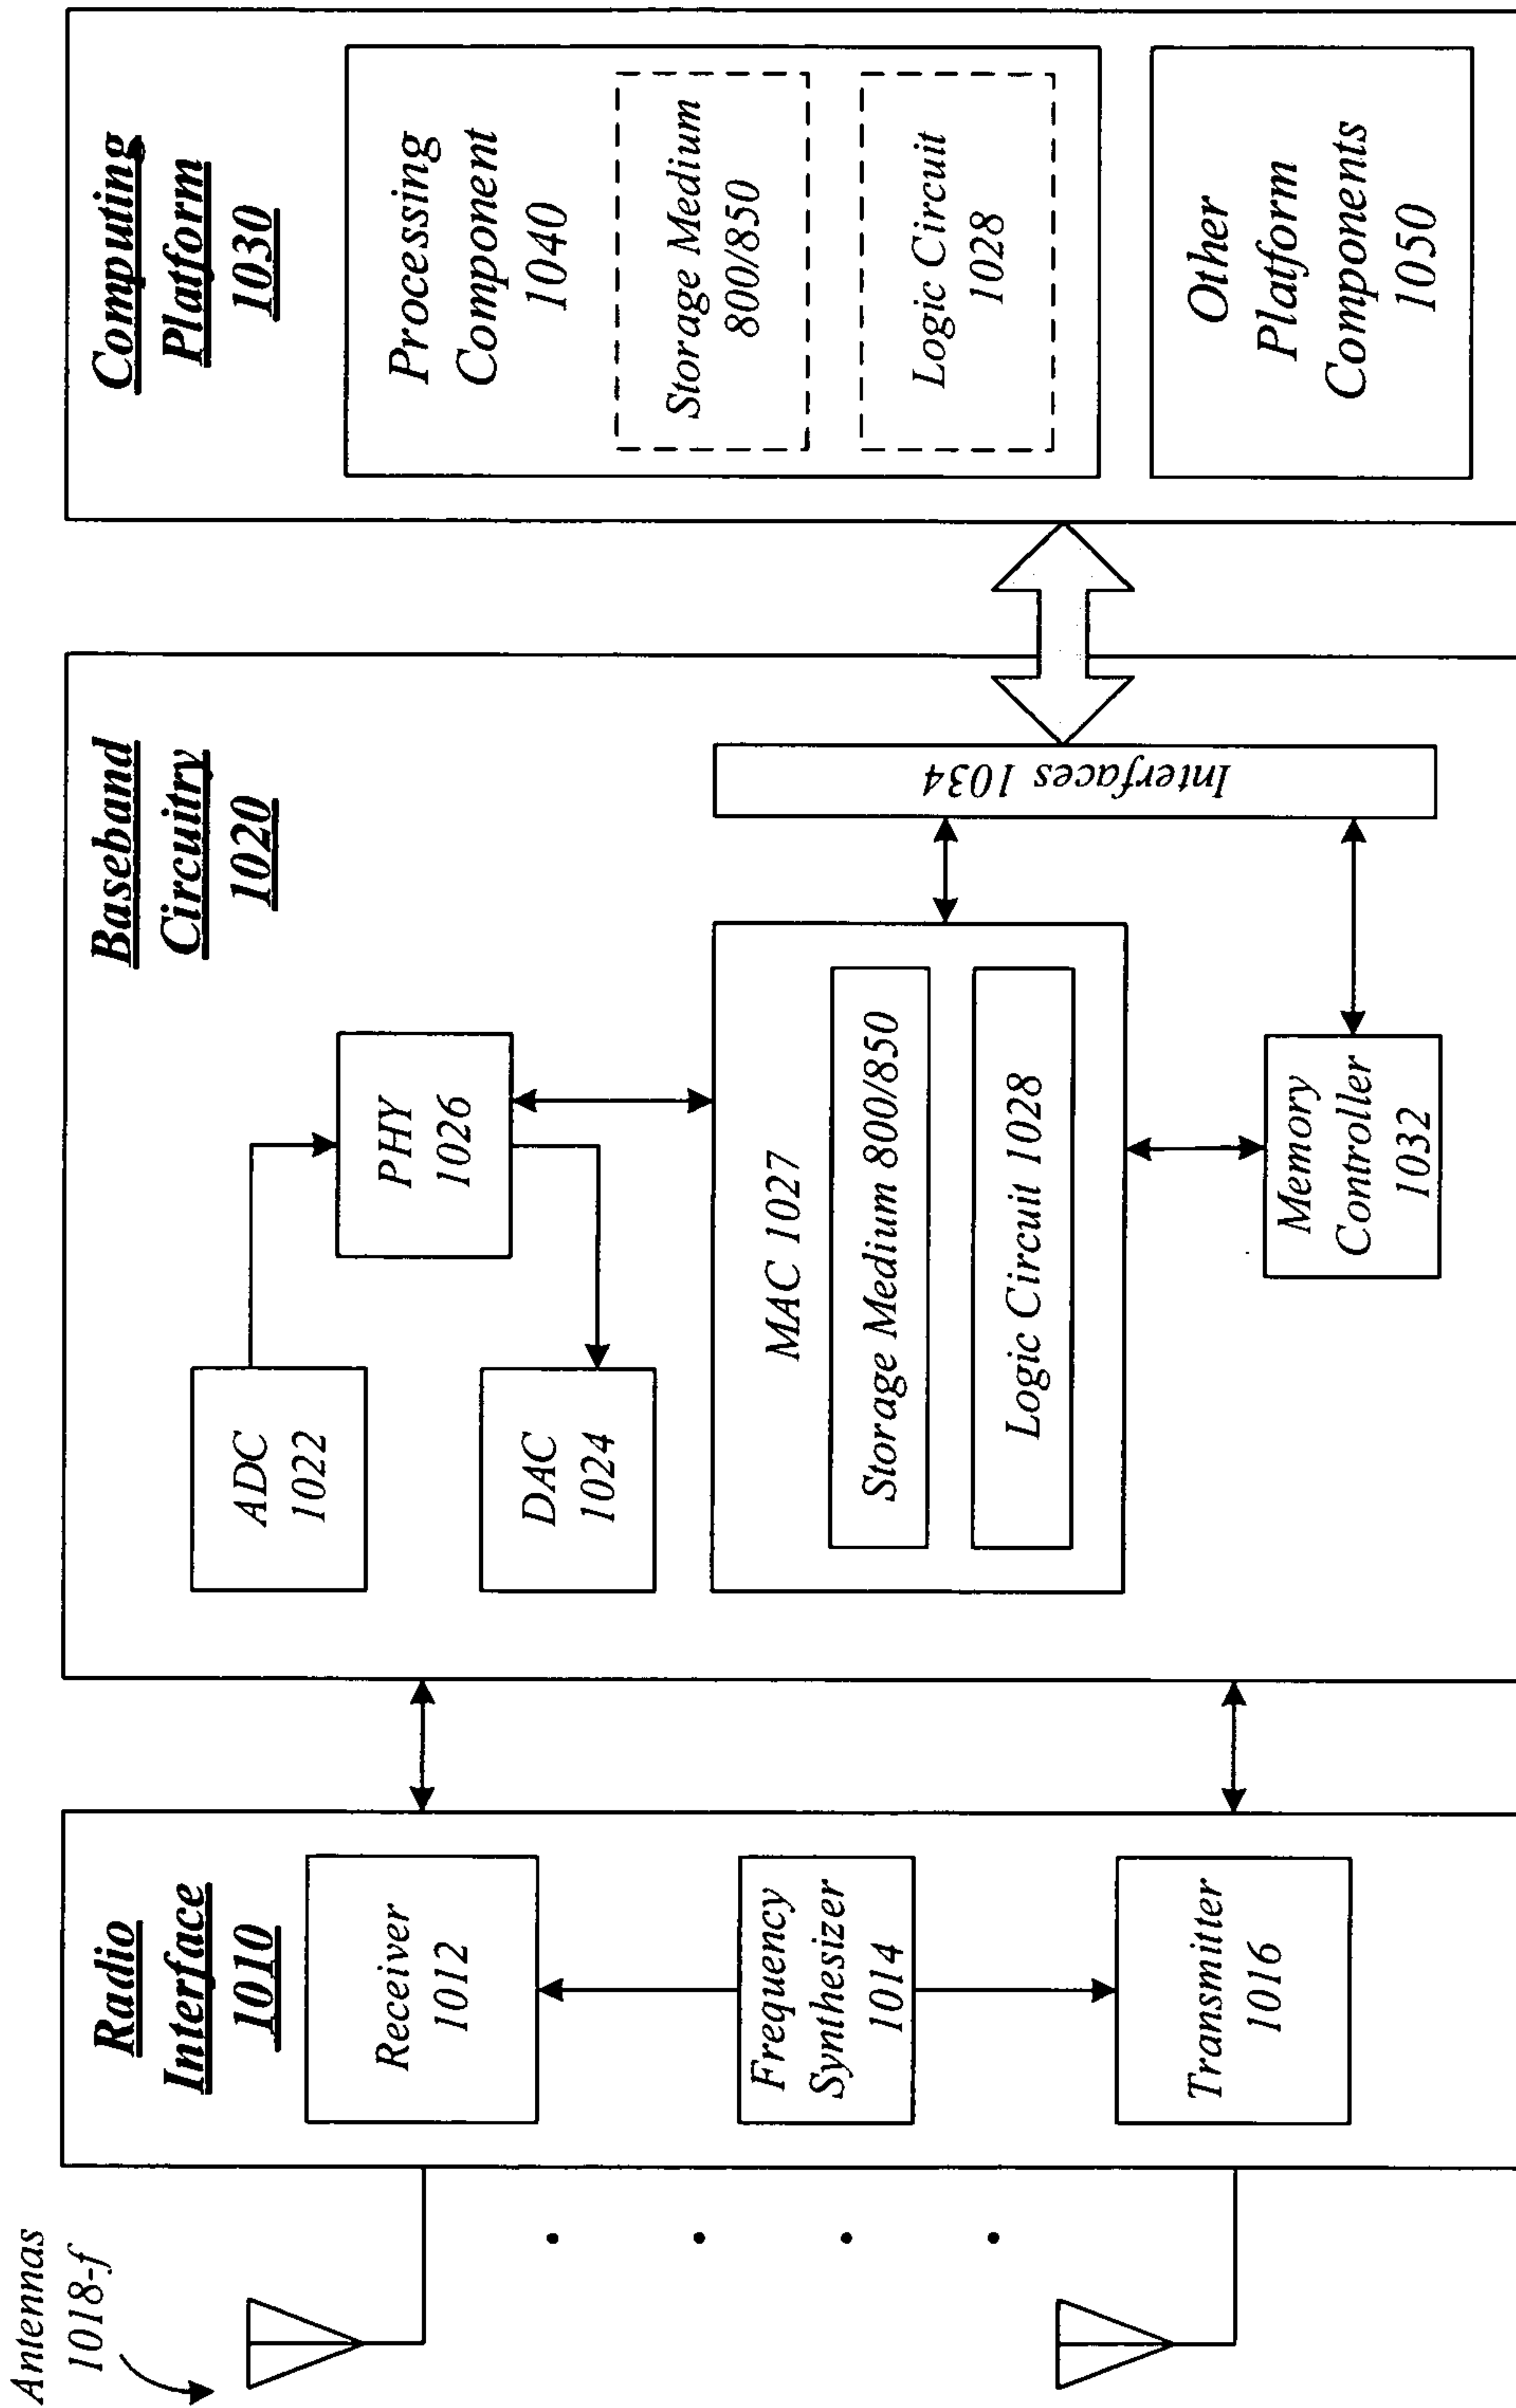 Antennas
1018-f
Radio
Interface
1010
Receiver
1012
Frequency
Synthesizer
1014
Transmitter
1016
Baseband
Circuitry
1020
ADC
1022
PHY
1026
DAC
1024
MAC 1027
Storage Medium 800/850
Logic Circuit 1028
Memory
Controller
1032
Interfaces 1034
Computing
Platform
1030
Processing
Component
1040
Storage Medium
800/850
Logic Circuit
1028
Other
Platform
Components
1050